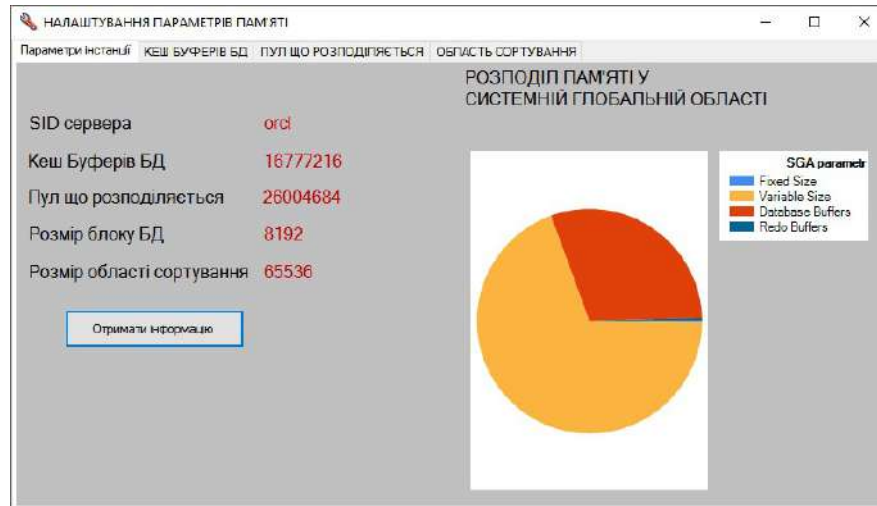 НАЛАШТУВАННЯ ПАРАМЕТРІВ ПАМ'ЯТІ
Параметри інстанції КЕШ БУФЕРІВ БД ПУЛ ЩО РОЗПОДІЛЯЄТЬСЯ ОБЛАСТЬ СОРТУВАННЯ
РОЗПОДІЛ ПАМ'ЯТІ У
СИСТЕМНІЙ ГЛОБАЛЬНІЙ ОБЛАСТІ
SID сервера orcl
Кеш Буферів БД 16777216
Пул що розподіляється 26004684
Розмір блоку БД 8192
Розмір області сортування 65536
Отримати інформацію
SGA parametr
Fixed Size
Variable Size
Database Buffers
Redo Buffers